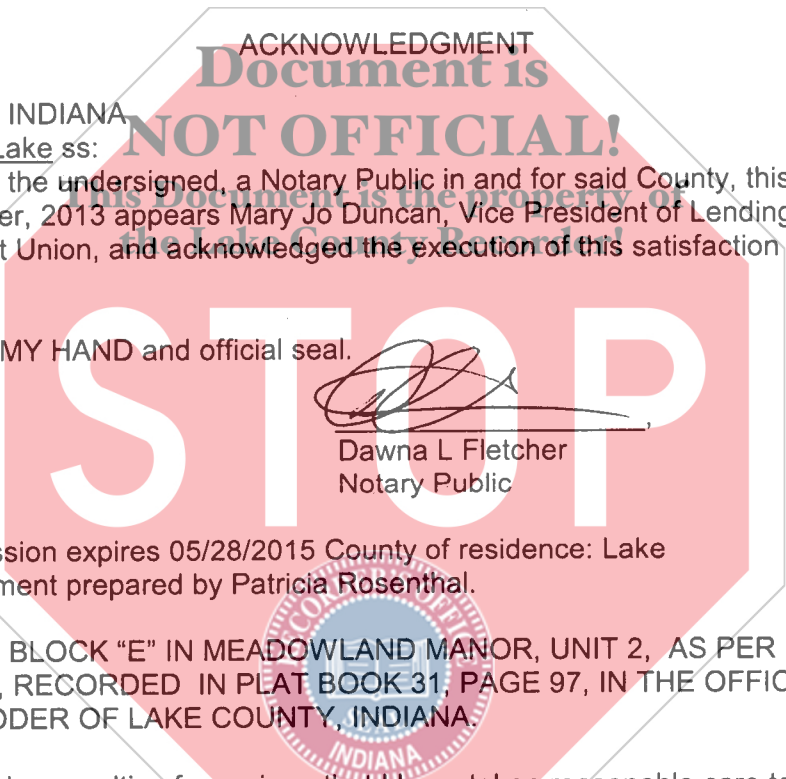 ACKNOWLEDGMENT
Document is
INDIANA
NOT OFFICIAL!
Lake ss:
the undersigned, a Notary Public in and for said County, this
This Document is the property of
er, 2013 appears Mary Jo Duncan, Vice President of Lending
the Lake County Recorder!
t Union, and acknowledged the execution of this satisfaction
STOP
MY HAND and official seal.
Dawna L Fletcher
Notary Public
ssion expires 05/28/2015 County of residence: Lake
ment prepared by Patricia Rosenthal.
RECORDER'S OFFICE
BLOCK “E” IN MEADOWLAND MANOR, UNIT 2, AS PER
, RECORDED IN PLAT BOOK 31, PAGE 97, IN THE OFFIC
ODER OF LAKE COUNTY, INDIANA.
SEAL
INDIANA